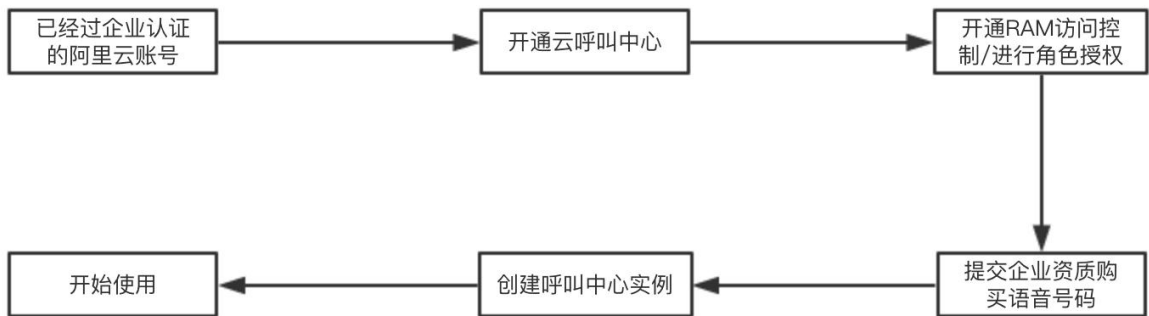 已经过企业认证
的阿里云账号
开通云呼叫中心
开通RAM访问控
制/进行角色授权
提交企业资质购
买语音号码
创建呼叫中心实例
开始使用